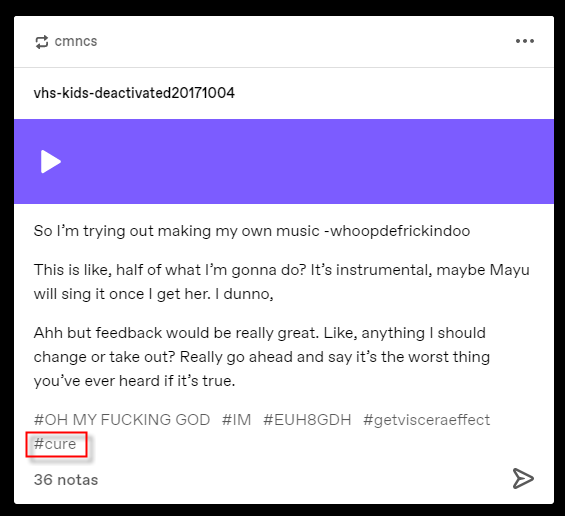 cmncs
vhs-kids-deactivated20171004
So I’m trying out making my own music -whoopdefrickindoo
This is like, half of what I’m gonna do? It’s instrumental, maybe Mayu
will sing it once I get her. I dunno,
Ahh but feedback would be really great. Like, anything I should
change or take out? Really go ahead and say it’s the worst thing
you’ve ever heard if it’s true.
#OH MY FUCKING GOD #IM #EUH8GDH #getvisceraeffect
#cure
36 notas